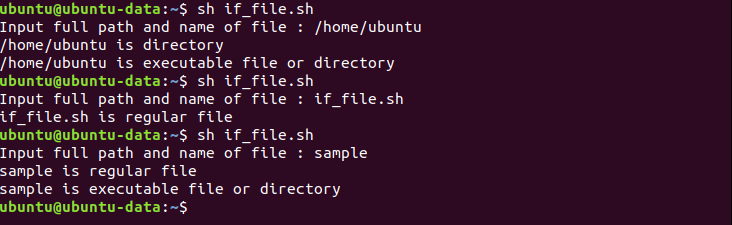 ubuntu@ubuntu-data:~$ sh if_file.sh
Input full path and name of file : /home/ubuntu
/home/ubuntu is directory
/home/ubuntu is executable file or directory
ubuntu@ubuntu-data:~$ sh if_file.sh
Input full path and name of file : if_file.sh
if_file.sh is regular file
ubuntu@ubuntu-data:~$ sh if_file.sh
Input full path and name of file : sample
sample is regular file
sample is executable file or directory
ubuntu@ubuntu-data:~$